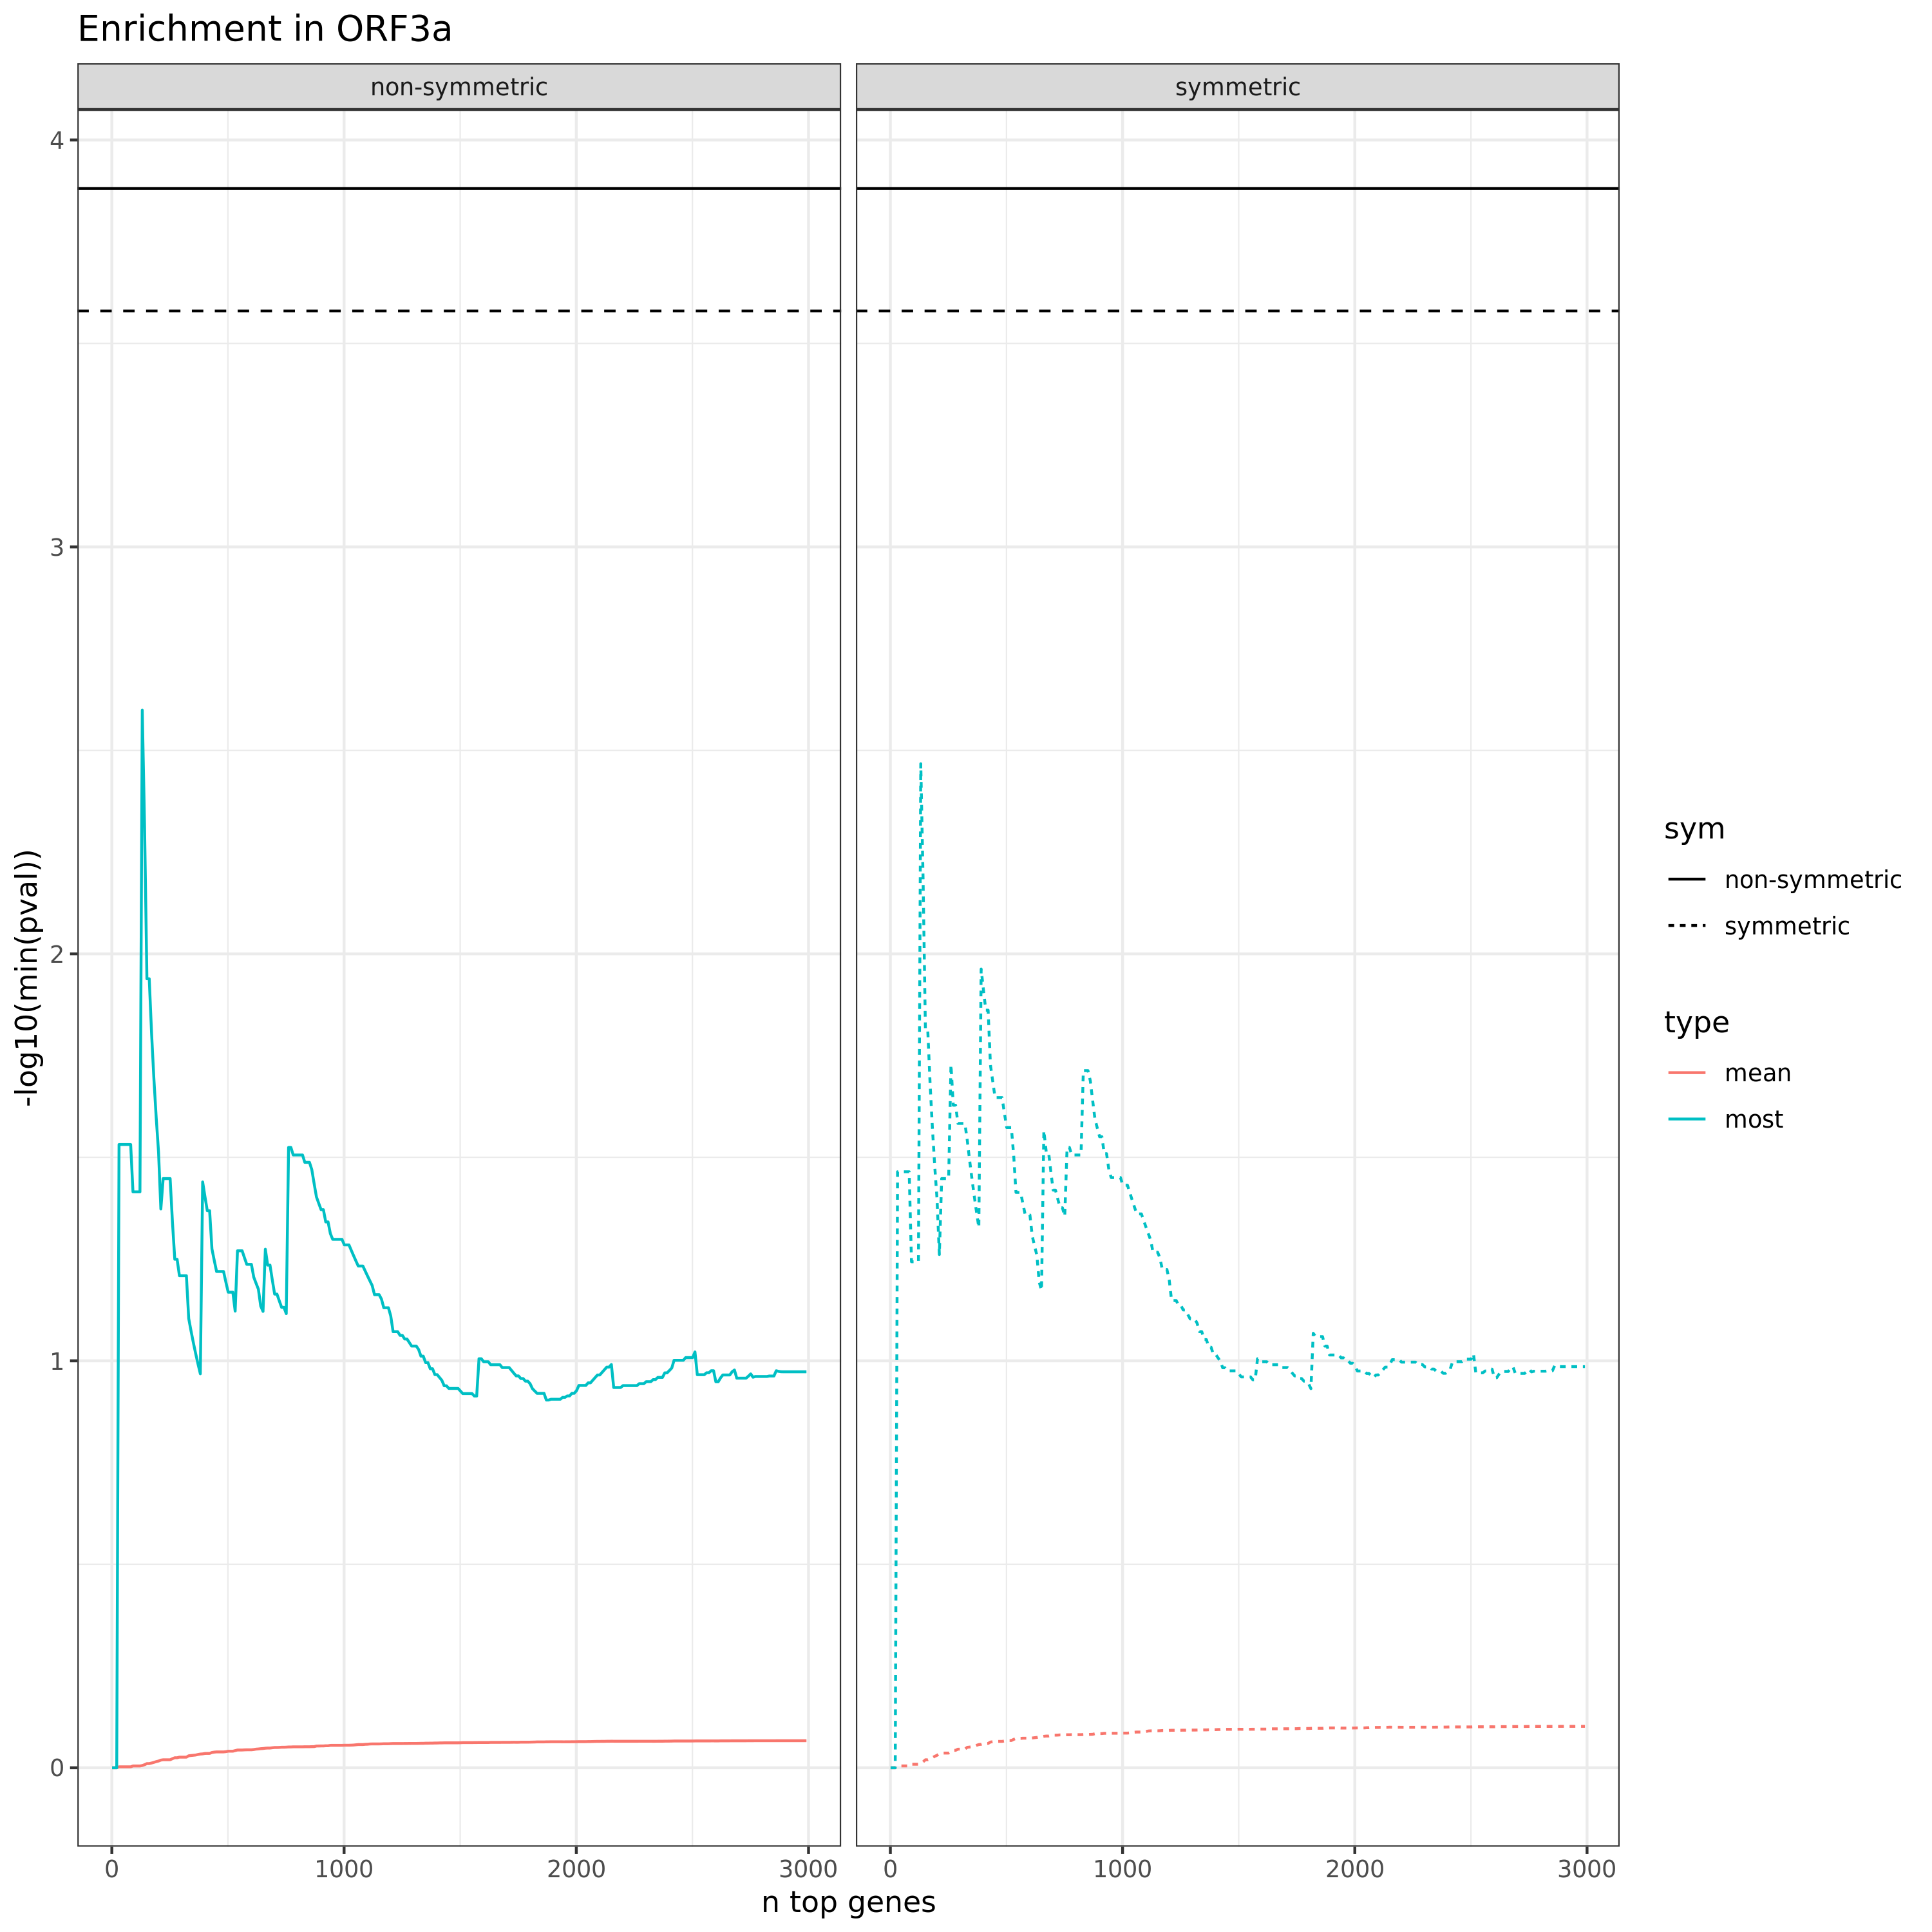 Enrichment in ORF3a
non-symmetric
symmetric
-log10(min(pval))
4
3
2
1
0
0
1000
2000
3000
0
1000
2000
3000
n top genes
sym
non-symmetric
symmetric
type
mean
most